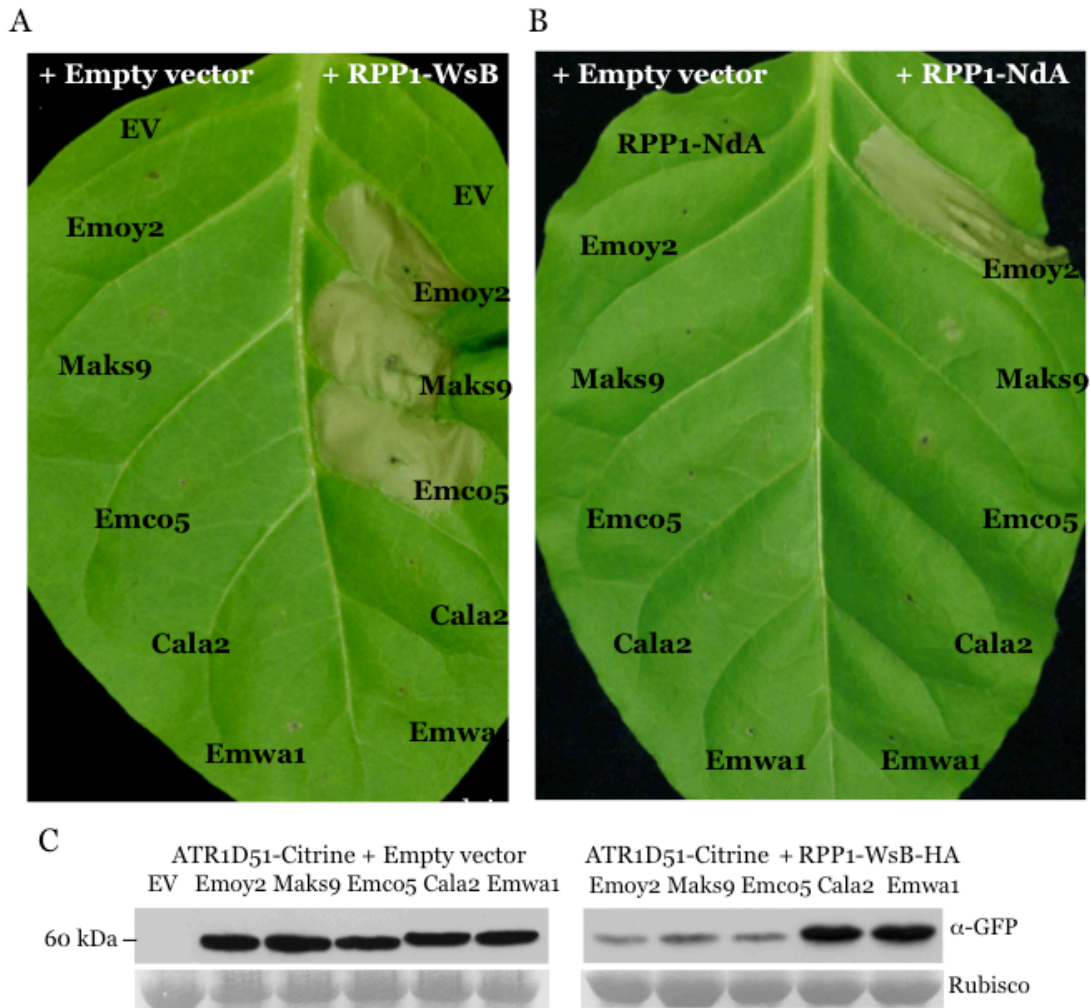 A
B
+ Empty vector + RPP1-WsB
EV
EV
Emoy2
Emoy2
Maks9
Maks9
Emco5
Emco5
Cala2
Cala2
Emwa1
Emwa1
+ Empty vector + RPP1-NdA
RPP1-NdA
Emoy2
Emoy2
Maks9
Maks9
Emco5
Emco5
Cala2
Cala2
Emwa1
Emwa1
C
ATR1D51-Citrine + Empty vector
EV Emoy2 Maks9 Emco5 Cala2 Emwa1
ATR1D51-Citrine + RPP1-WsB-HA
Emoy2 Maks9 Emco5 Cala2 Emwa1
60 kDa
α-GFP
Rubisco